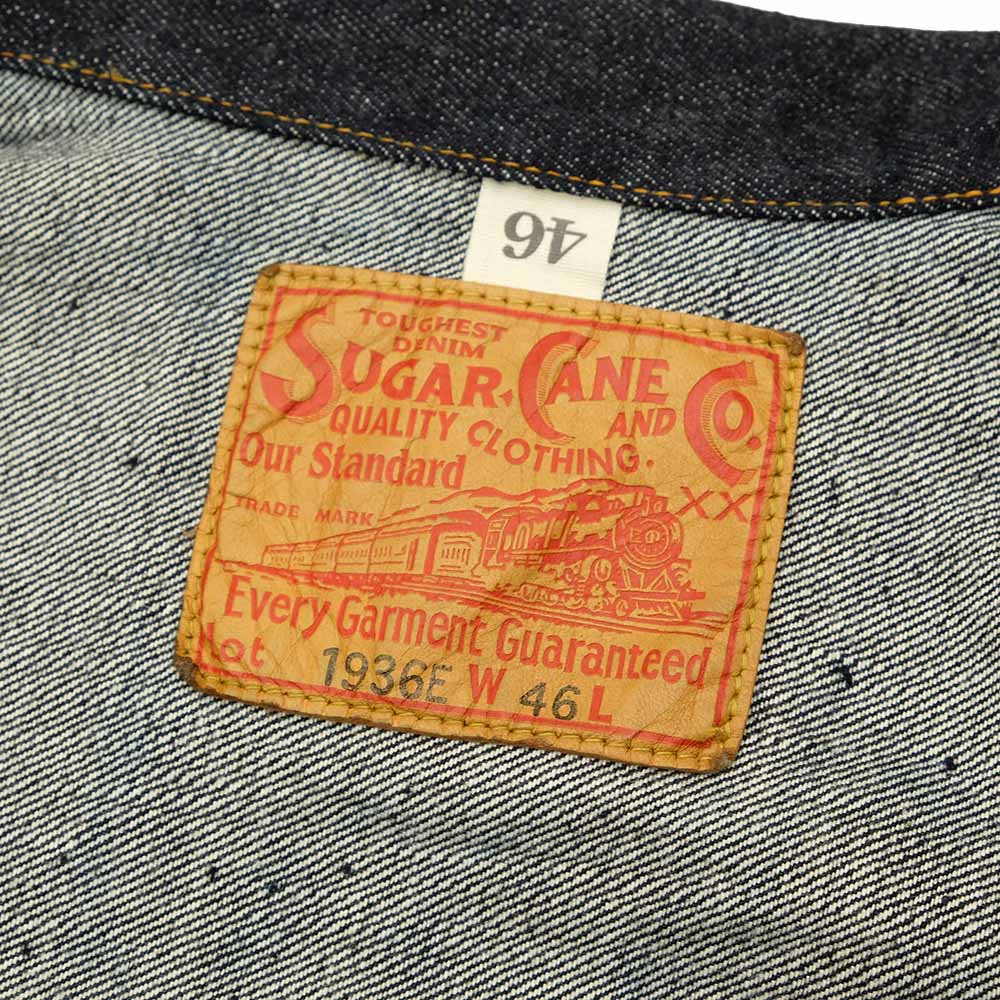 46
TOUGHEST
DENIM
SUGAR CANE CO.
QUALITY CLOTHING. AND
Our Standard
XX
TRADE MARK
Every Garment Guaranteed
Lot 1936E W 46 L